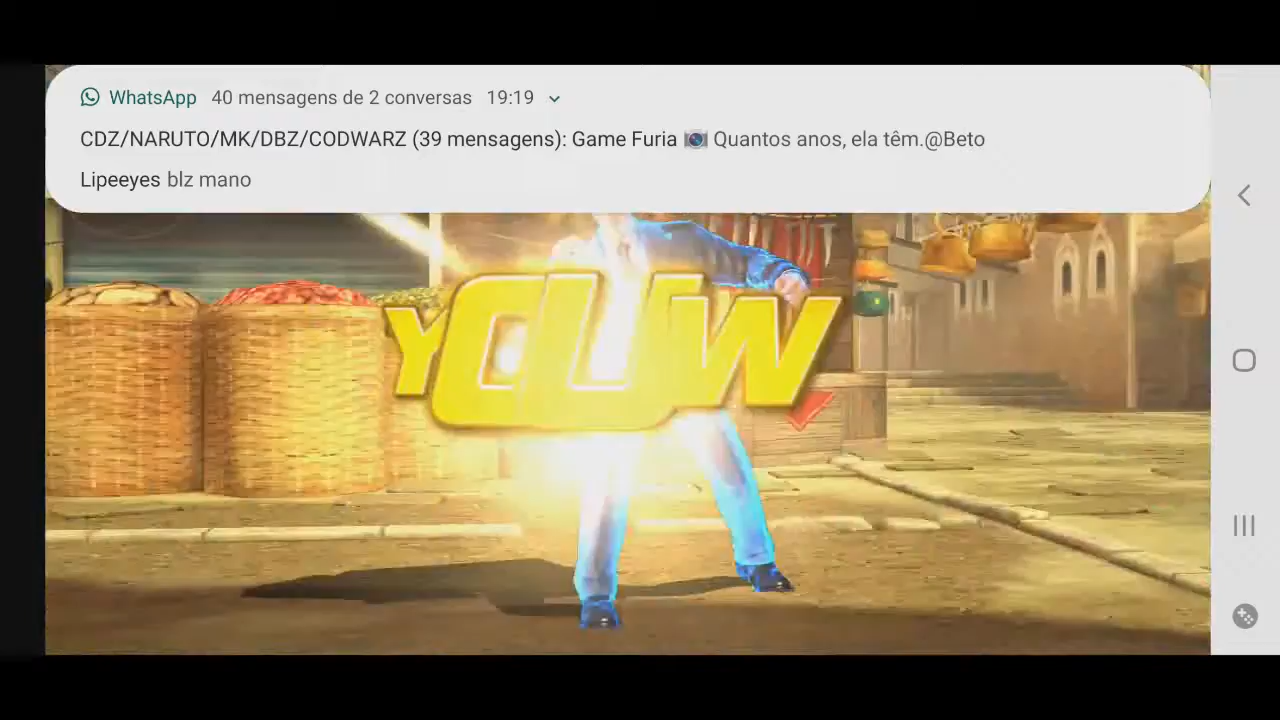 WhatsApp 40 mensagens de 2 conversas 19:19
CDZ/NARUTO/MK/DBZ/CODWARZ (39 mensagens): Game Furia 📷 Quantos anos, ela têm.@Beto
Lipeeyes blz mano
YOU W